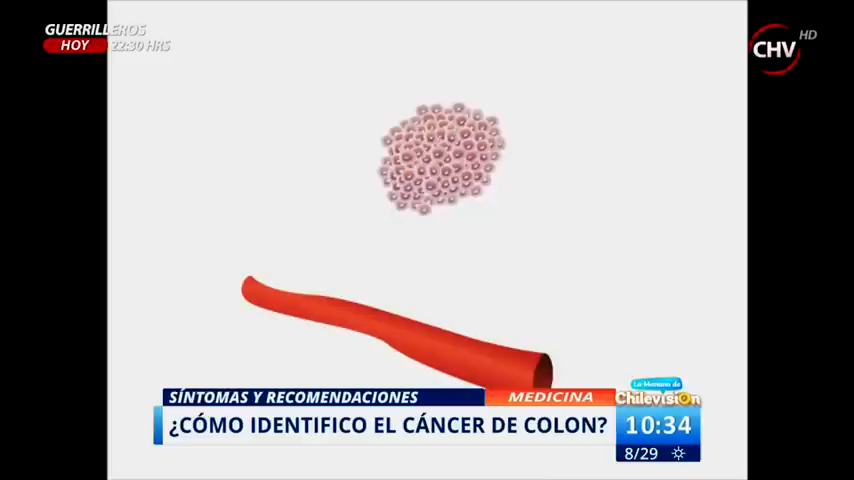 GUERRILLEROS
HOY 22:30 HRS
CHV HD
SÍNTOMAS Y RECOMENDACIONES
MEDICINA
¿CÓMO IDENTIFICO EL CÁNCER DE COLON?
La Mañana de
Chilevisión
10:34
8/29